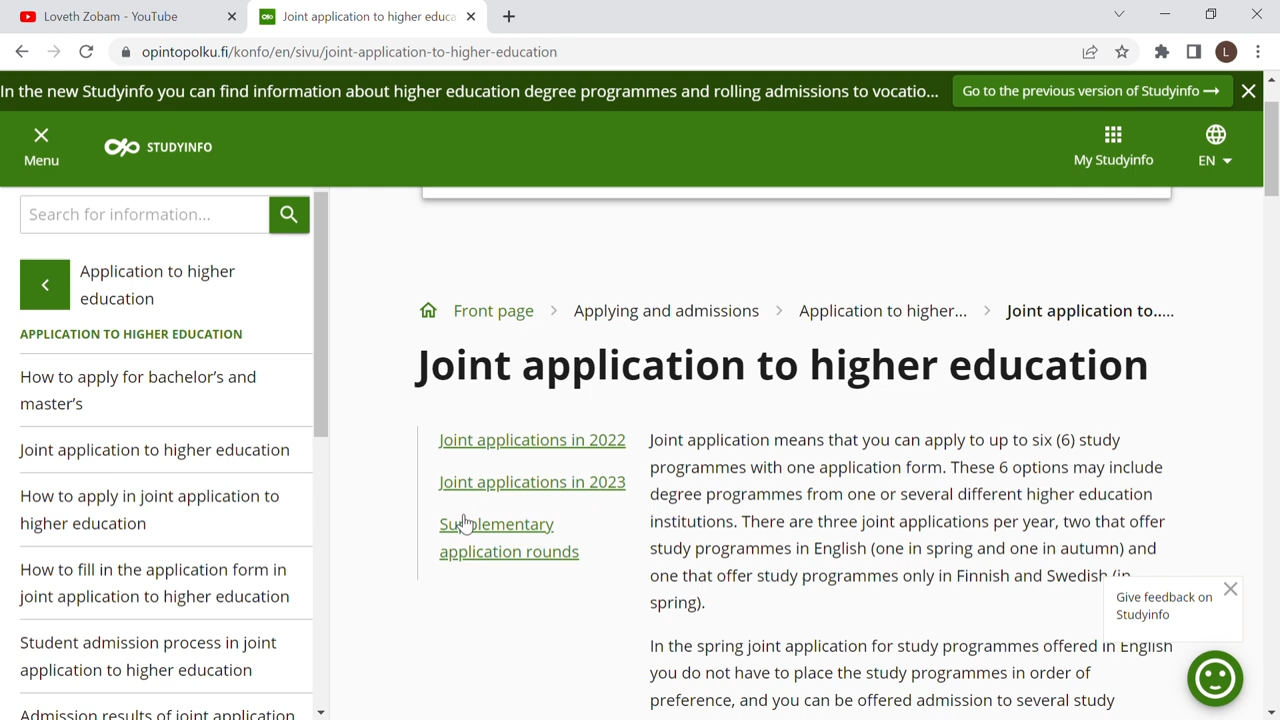 Loveth Zobam - YouTube
Joint application to higher educa
opintopolku.fi/konfo/en/sivu/joint-application-to-higher-education
L
In the new Studyinfo you can find information about higher education degree programmes and rolling admissions to vocatio...
Go to the previous version of Studyinfo
Menu
STUDYINFO
My Studyinfo
EN
Search for information...
Application to higher
education
APPLICATION TO HIGHER EDUCATION
How to apply for bachelor's and
master's
Joint application to higher education
How to apply in joint application to
higher education
How to fill in the application form in
joint application to higher education
Student admission process in joint
application to higher education
Admission results of joint application
Front page
Applying and admissions
Application to higher...
Joint application to.....
Joint application to higher education
Joint applications in 2022
Joint applications in 2023
Supplementary
application rounds
Joint application means that you can apply to up to six (6) study
programmes with one application form. These 6 options may include
degree programmes from one or several different higher education
institutions. There are three joint applications per year, two that offer
study programmes in English (one in spring and one in autumn) and
one that offer study programmes only in Finnish and Swedish (in
spring).
In the spring joint application for study programmes offered in English
you do not have to place the study programmes in order of
preference, and you can be offered admission to several study
Give feedback on
Studyinfo